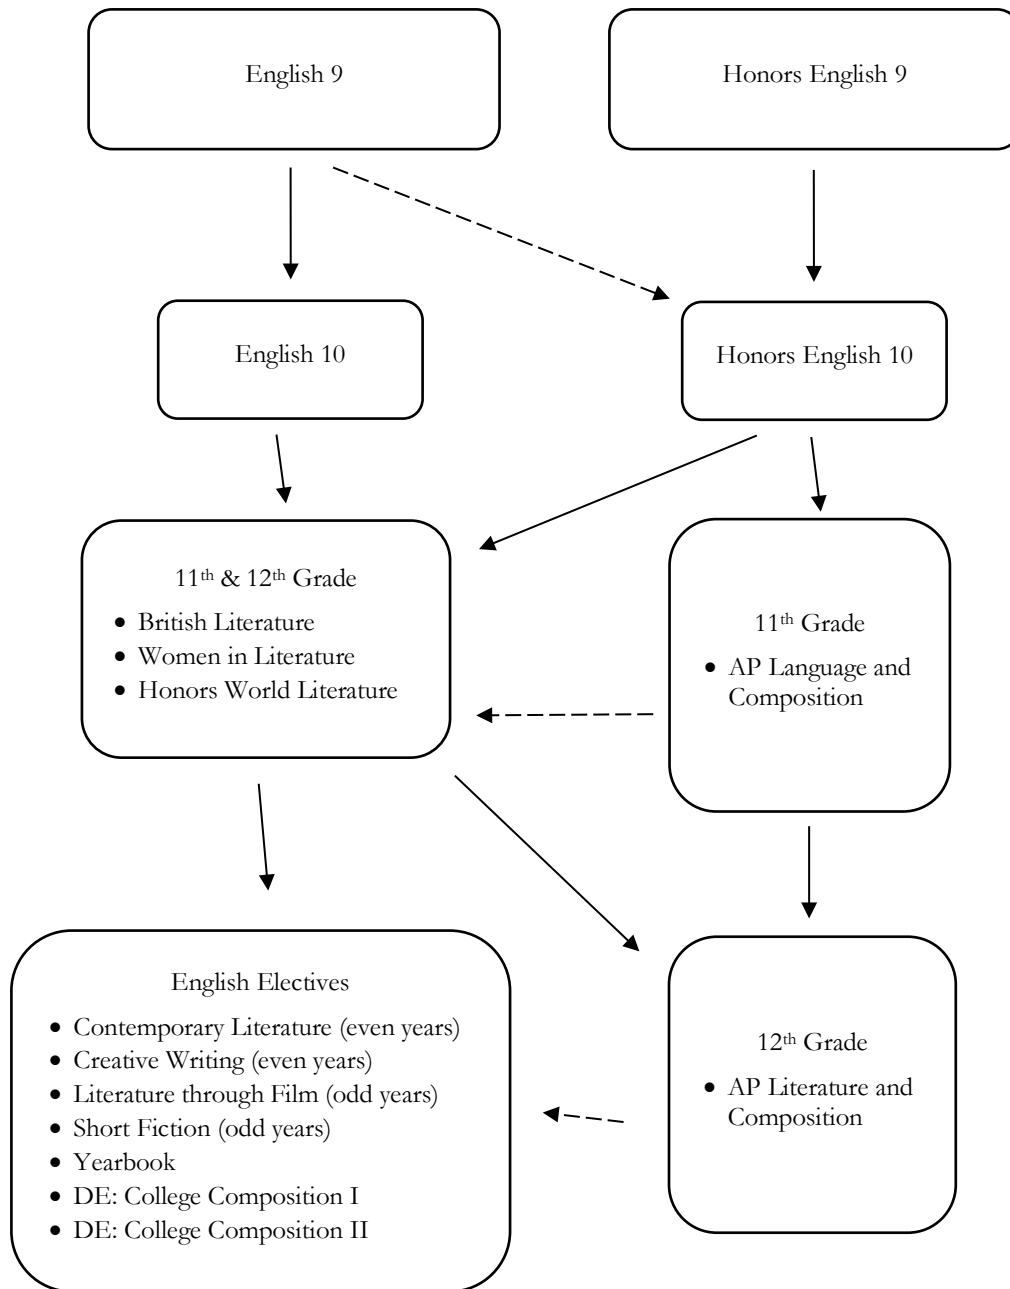 English 9
Honors English 9
English 10
Honors English 10
11th & 12th Grade
• British Literature
• Women in Literature
• Honors World Literature
11th Grade
• AP Language and
Composition
English Electives
• Contemporary Literature (even years)
• Creative Writing (even years)
• Literature through Film (odd years)
• Short Fiction (odd years)
• Yearbook
• DE: College Composition I
• DE: College Composition II
12th Grade
• AP Literature and
Composition